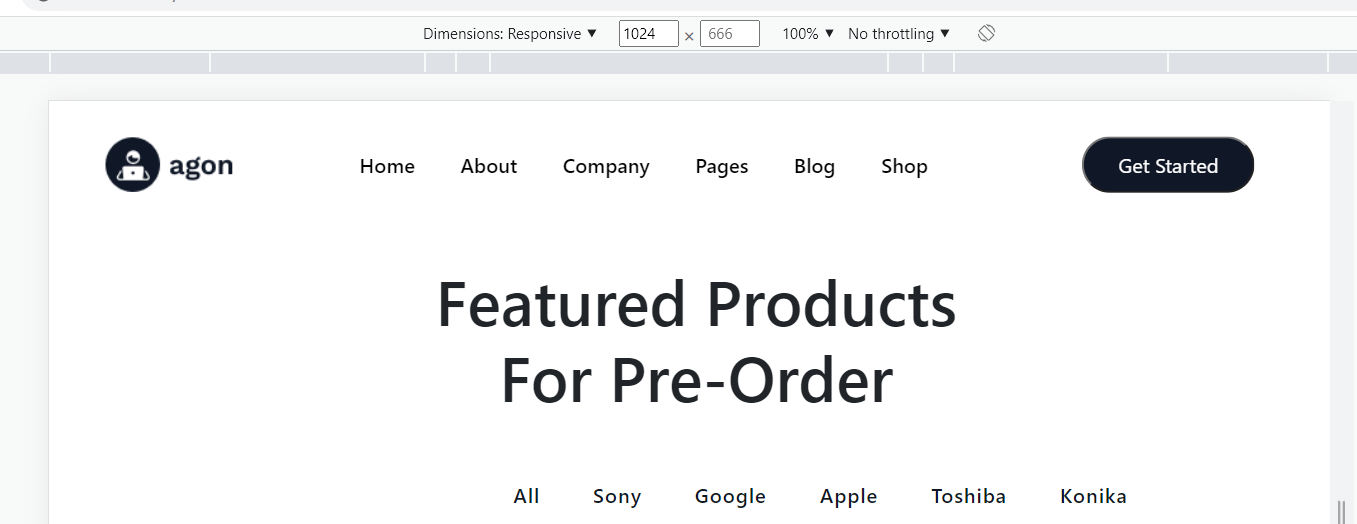 Dimensions: Responsive ▼ 1024 × 666 100% ▼ No throttling ▼
agon Home About Company Pages Blog Shop Get Started
Featured Products
For Pre-Order
All Sony Google Apple Toshiba Konika